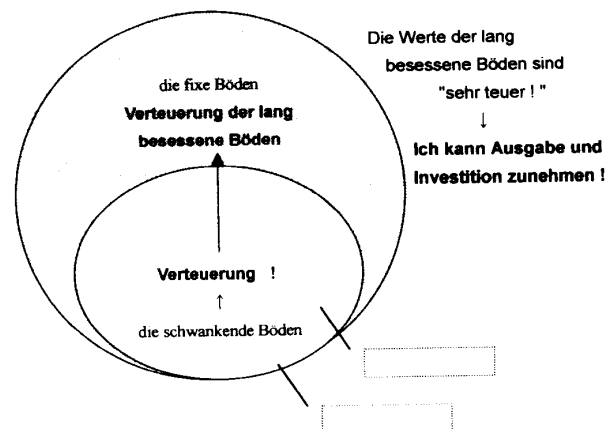 die fixe Böden
Verteuerung der lang
besessene Böden
Verteuerung !
↑
die schwankende Böden
Die Werte der lang
besessene Böden sind
"sehr teuer ! "
↓
Ich kann Ausgabe und
Investition zunehmen !